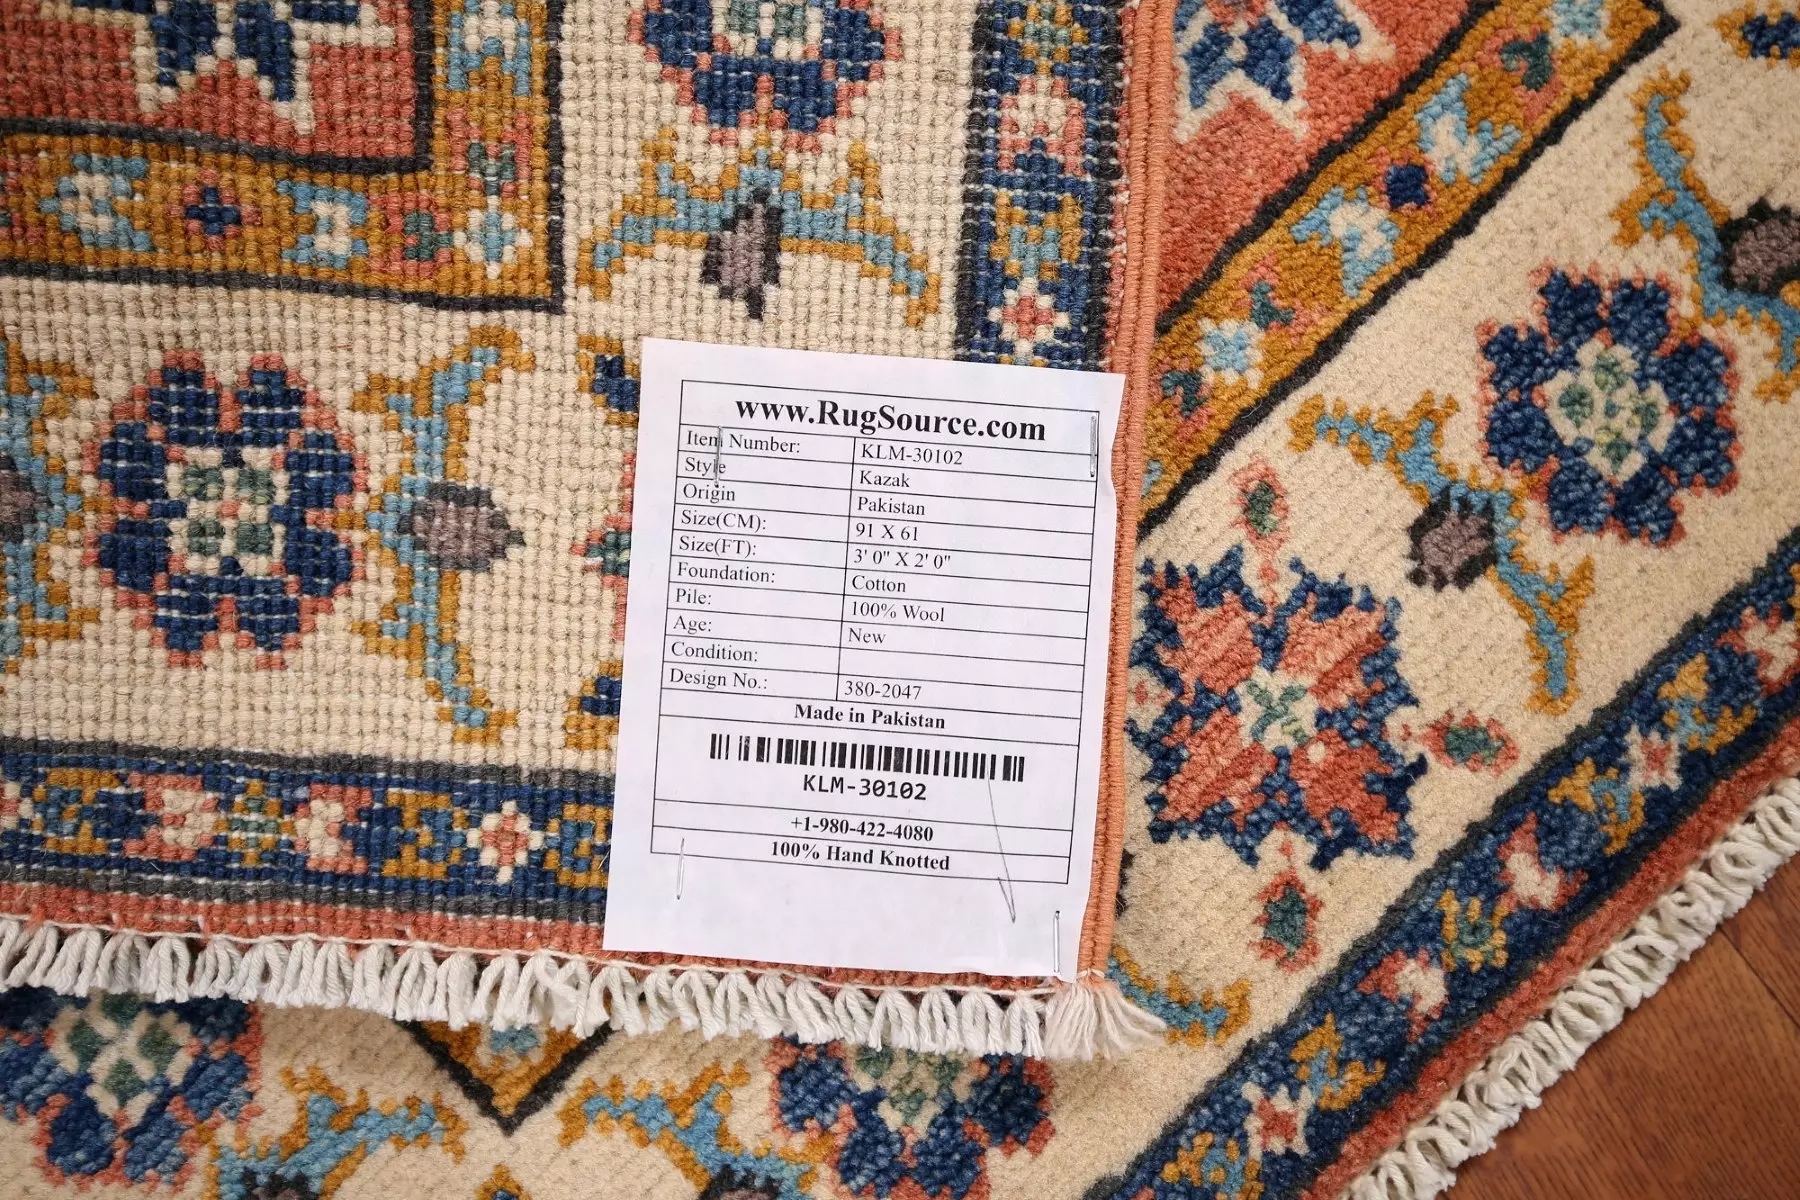 www.RugSource.com
Item Number: KLM-30102
Style Kazak
Origin Pakistan
Size(CM): 91 X 61
Size(FT): 3' 0" X 2' 0"
Foundation: Cotton
Pile: 100% Wool
Age: New
Condition:
Design No.: 380-2047
Made in Pakistan
KLM-30102
+1-980-422-4080
100% Hand Knotted